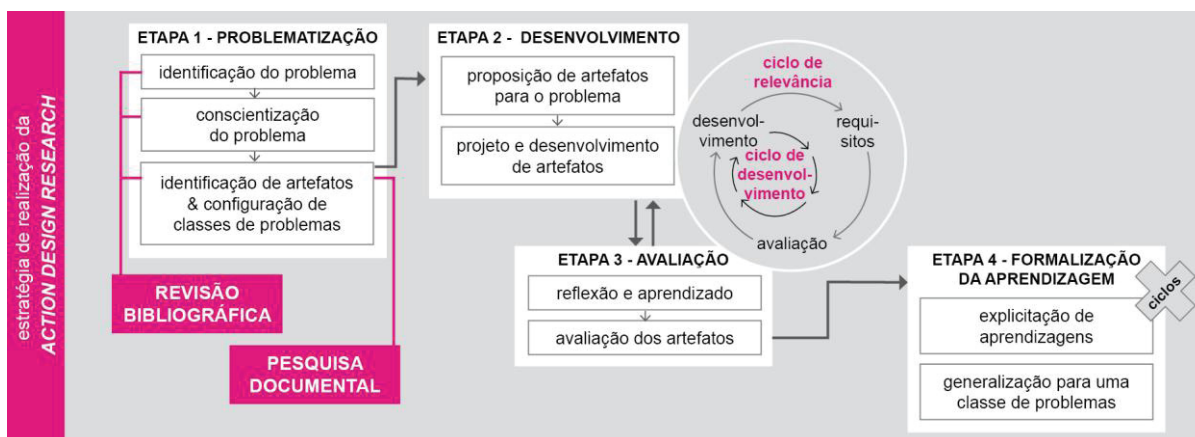 estratégia de realização da
ACTION DESIGN RESEARCH
ETAPA 1 - PROBLEMATIZAÇÃO
identificação do problema
conscientização
do problema
identificação de artefatos
& configuração de
classes de problemas
REVISÃO
BIBLIOGRÁFICA
PESQUISA
DOCUMENTAL
ETAPA 2 - DESENVOLVIMENTO
proposição de artefatos
para o problema
projeto e desenvolvimento
de artefatos
ciclo de
relevância
desenvol-
vimento
requi-
sitos
ciclo de
desenvol-
vimento
avaliação
ETAPA 3 - AVALIAÇÃO
reflexão e aprendizado
avaliação dos artefatos
ETAPA 4 - FORMALIZAÇÃO
DA APRENDIZAGEM
ciclos
explicitação de
aprendizagens
generalização para uma
classe de problemas